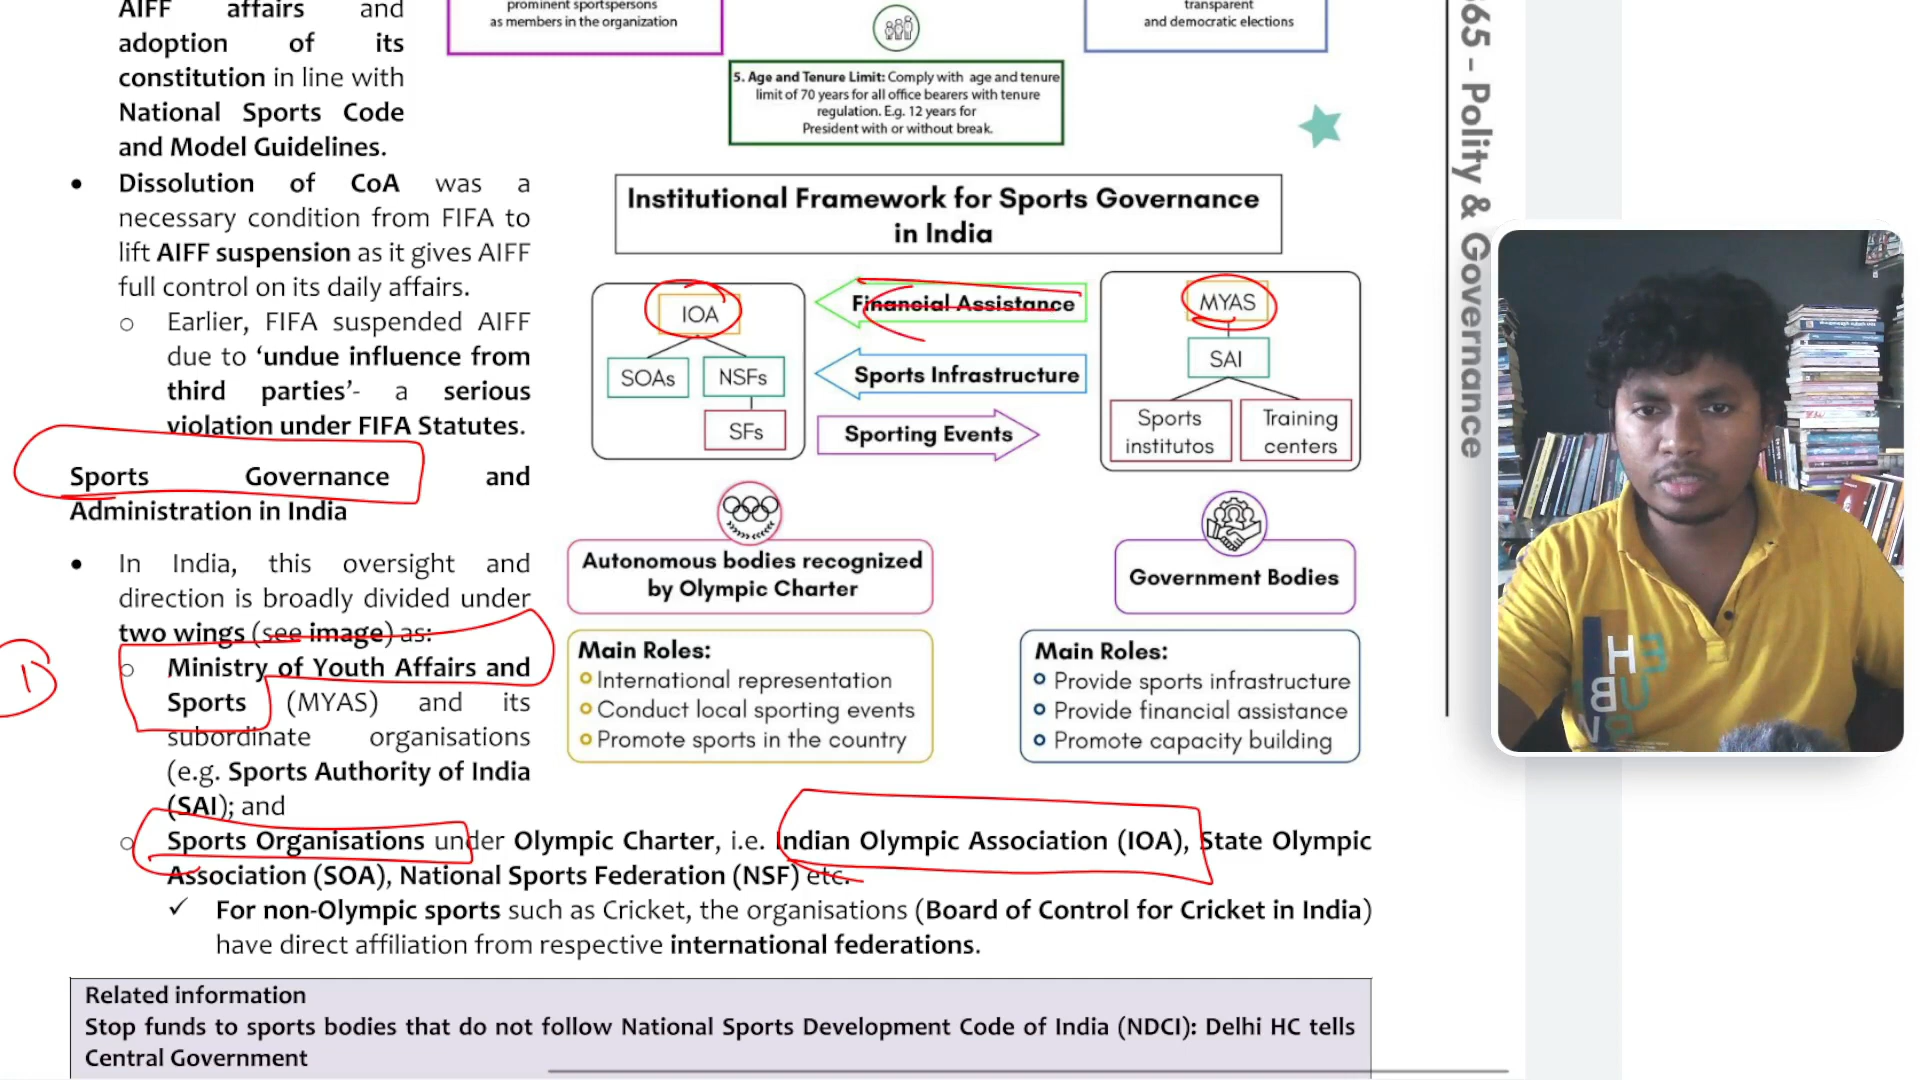 AIFF affairs and
adoption of its
constitution in line with
National Sports Code
and Model Guidelines.
prominent sportspersons
as members in the organization
transparent
and democratic elections
5. Age and Tenure Limit: Comply with age and tenure
limit of 70 years for all office bearers with tenure
regulation. E.g. 12 years for
President with or without break.
• Dissolution of CoA was a
necessary condition from FIFA to
lift AIFF suspension as it gives AIFF
full control on its daily affairs.
o Earlier, FIFA suspended AIFF
due to ‘undue influence from
third parties’- a serious
violation under FIFA Statutes.
Sports Governance and
Administration in India
• In India, this oversight and
direction is broadly divided under
two wings (see image) as:
1)
o Ministry of Youth Affairs and
Sports (MYAS) and its
subordinate organisations
(e.g. Sports Authority of India
(SAI); and
o Sports Organisations under Olympic Charter, i.e. Indian Olympic Association (IOA), State Olympic
Association (SOA), National Sports Federation (NSF) etc.
✓ For non-Olympic sports such as Cricket, the organisations (Board of Control for Cricket in India)
have direct affiliation from respective international federations.
Institutional Framework for Sports Governance
in India
IOA
SOAs
NSFs
SFs
Financial Assistance
Sports Infrastructure
Sporting Events
MYAS
SAI
Sports
institutos
Training
centers
Autonomous bodies recognized
by Olympic Charter
Government Bodies
Main Roles:
International representation
Conduct local sporting events
Promote sports in the country
Main Roles:
Provide sports infrastructure
Provide financial assistance
Promote capacity building
Related information
Stop funds to sports bodies that do not follow National Sports Development Code of India (NDCI): Delhi HC tells
Central Government
365 - Polity & Governance